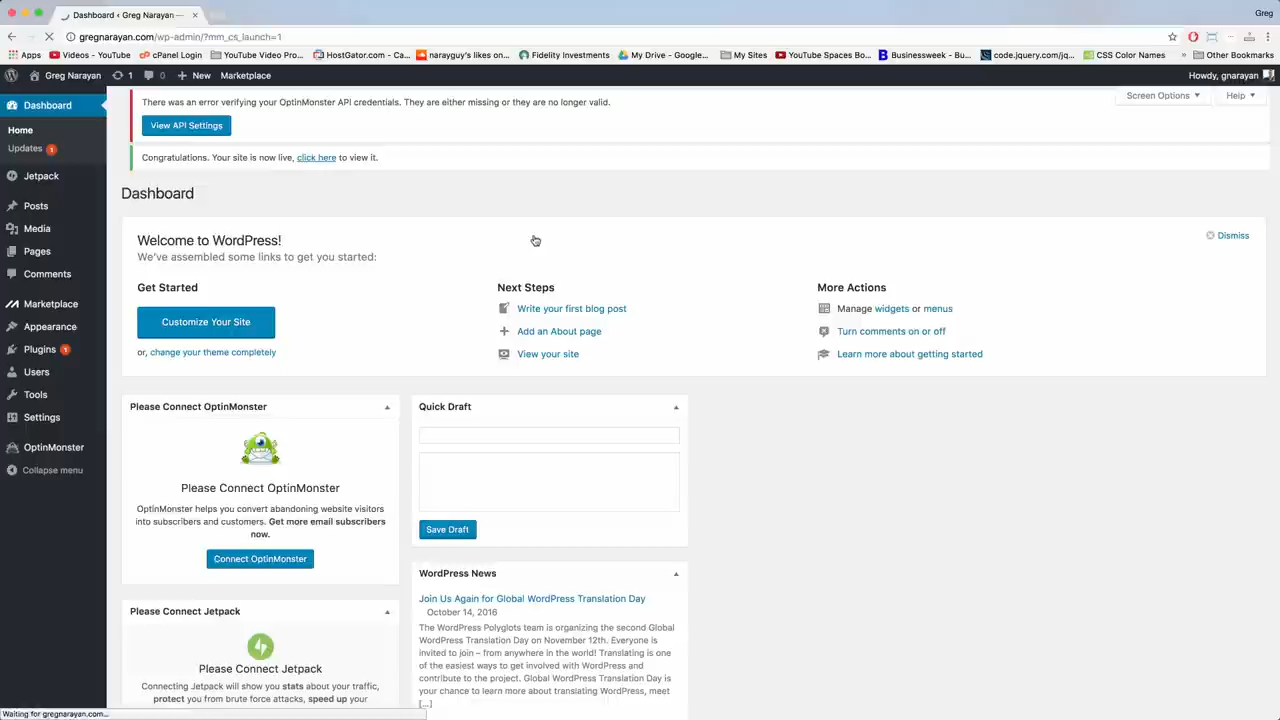 Dashboard ‹ Greg Narayan —
Greg
gregnarayan.com/wp-admin/?mm_cs_launch=1
Apps
Videos - YouTube
cPanel Login
YouTube Video Pro...
HostGator.com - Ca...
narayguy's likes on...
Fidelity Investments
My Drive - Google...
My Sites
YouTube Spaces Bo...
Businessweek - Bu...
code.jquery.com/jq...
CSS Color Names
»
Other Bookmarks
Greg Narayan
1
0
New
Marketplace
Howdy, gnarayan
Dashboard
Home
Updates 1
Jetpack
Posts
Media
Pages
Comments
Marketplace
Appearance
Plugins 1
Users
Tools
Settings
OptinMonster
Collapse menu
There was an error verifying your OptinMonster API credentials. They are either missing or they are no longer valid.
View API Settings
Screen Options
Help
Congratulations. Your site is now live, click here to view it.
Dashboard
Welcome to WordPress!
We've assembled some links to get you started:
Dismiss
Get Started
Customize Your Site
or, change your theme completely
Next Steps
Write your first blog post
Add an About page
View your site
More Actions
Manage widgets or menus
Turn comments on or off
Learn more about getting started
Please Connect OptinMonster
Please Connect OptinMonster
OptinMonster helps you convert abandoning website visitors
into subscribers and customers. Get more email subscribers
now.
Connect OptinMonster
Please Connect Jetpack
Please Connect Jetpack
Connecting Jetpack will show you stats about your traffic,
protect you from brute force attacks, speed up your
Quick Draft
Save Draft
WordPress News
Join Us Again for Global WordPress Translation Day
October 14, 2016
The WordPress Polyglots team is organizing the second Global
WordPress Translation Day on November 12th. Everyone is
invited to join – from anywhere in the world! Translating is one
of the easiest ways to get involved with WordPress and
contribute to the project. Global WordPress Translation Day is
your chance to learn more about translating WordPress, meet
[...]
Waiting for gregnarayan.com...